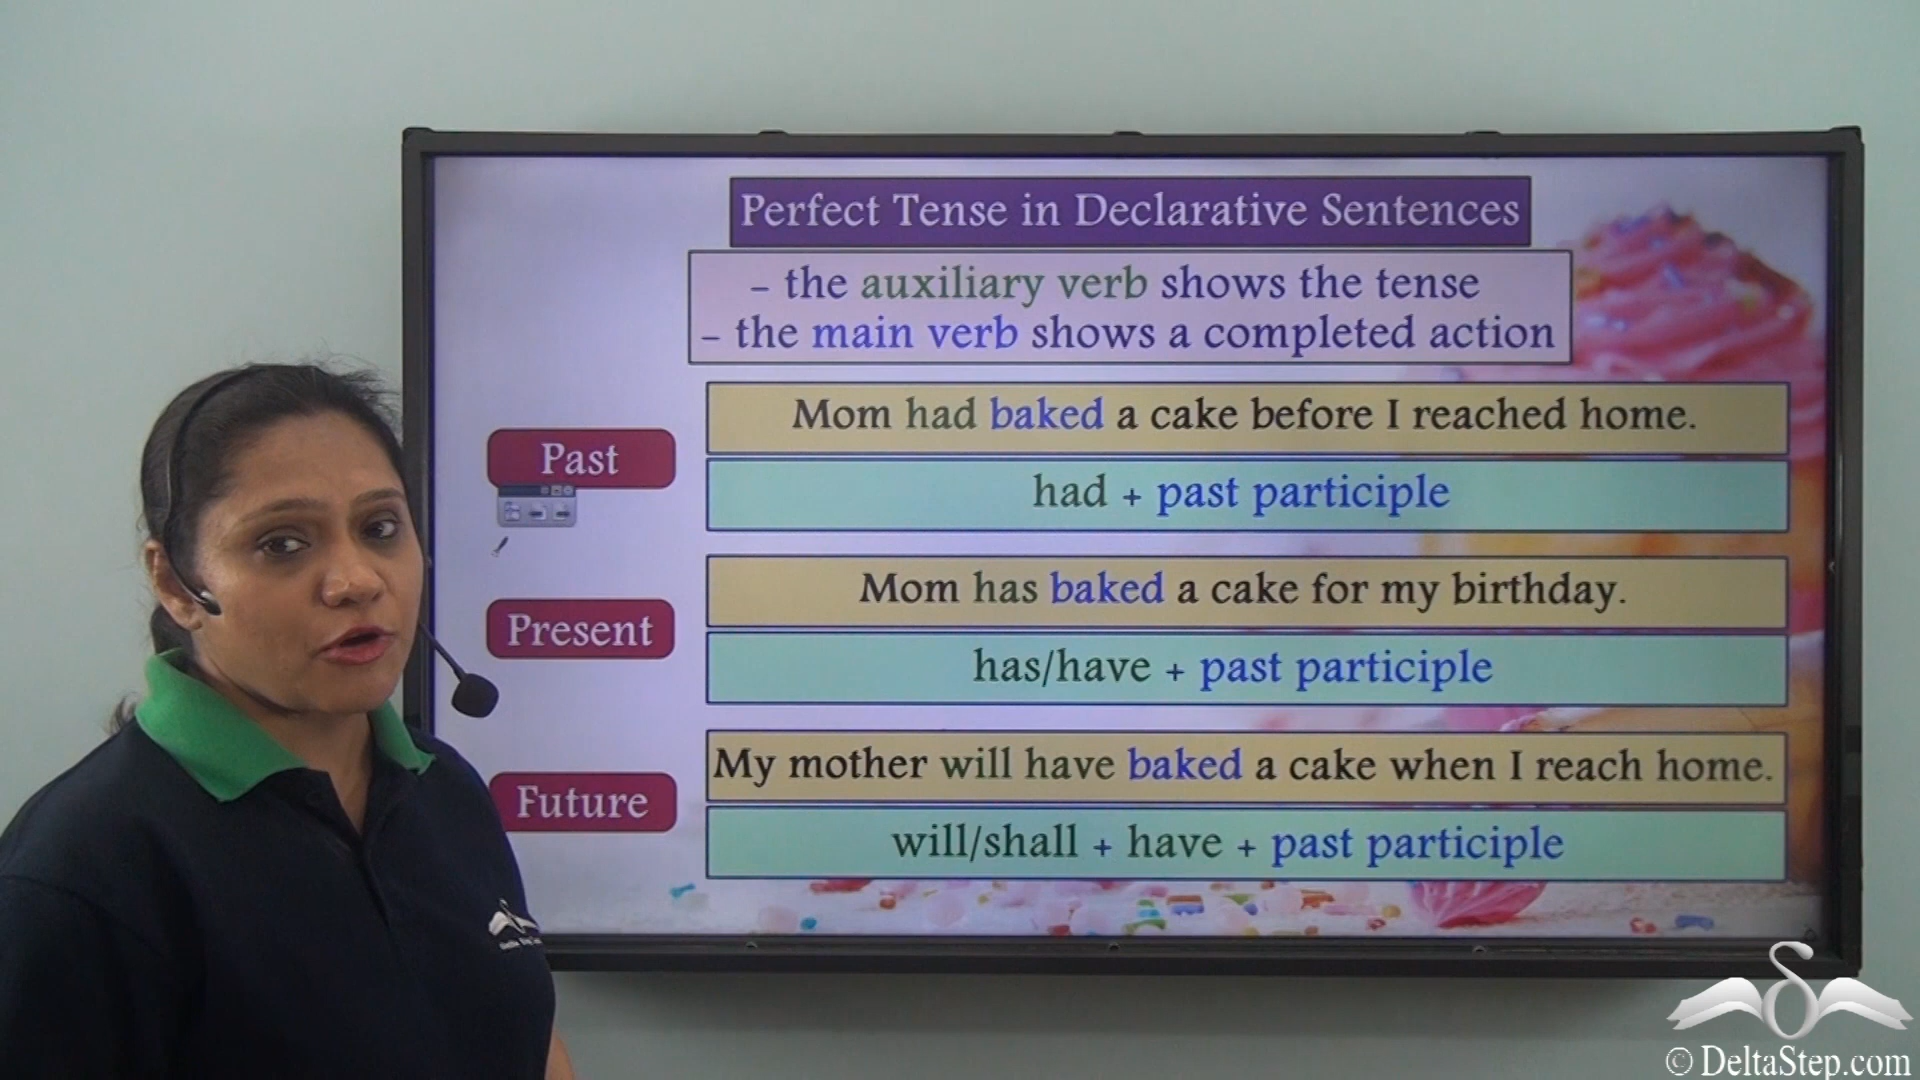 Perfect Tense in Declarative Sentences
– the auxiliary verb shows the tense
– the main verb shows a completed action
Past
Mom had baked a cake before I reached home.
had + past participle
Present
Mom has baked a cake for my birthday.
has/have + past participle
Future
My mother will have baked a cake when I reach home.
will/shall + have + past participle
© DeltaStep.com